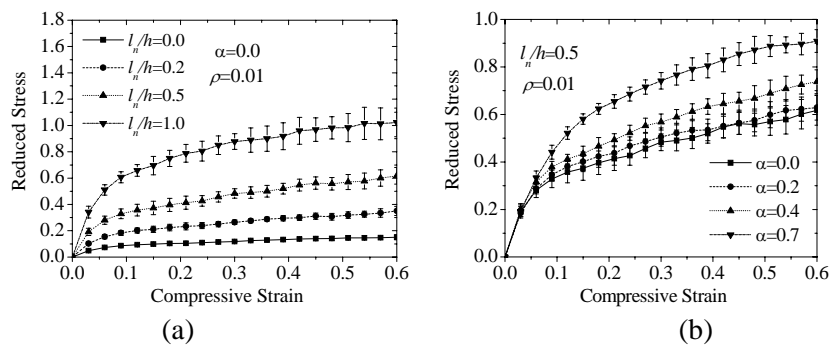 1.8
1.6
1.4
1.2
1.0
0.8
0.6
0.4
0.2
0.0
Reduced Stress
l_n/h=0.0
l_n/h=0.2
l_n/h=0.5
l_n/h=1.0
α=0.0
ρ=0.01
0.0 0.1 0.2 0.3 0.4 0.5 0.6
Compressive Strain
(a)
1.0
0.8
0.6
0.4
0.2
0.0
Reduced Stress
l_n/h=0.5
ρ=0.01
α=0.0
α=0.2
α=0.4
α=0.7
0.0 0.1 0.2 0.3 0.4 0.5 0.6
Compressive Strain
(b)